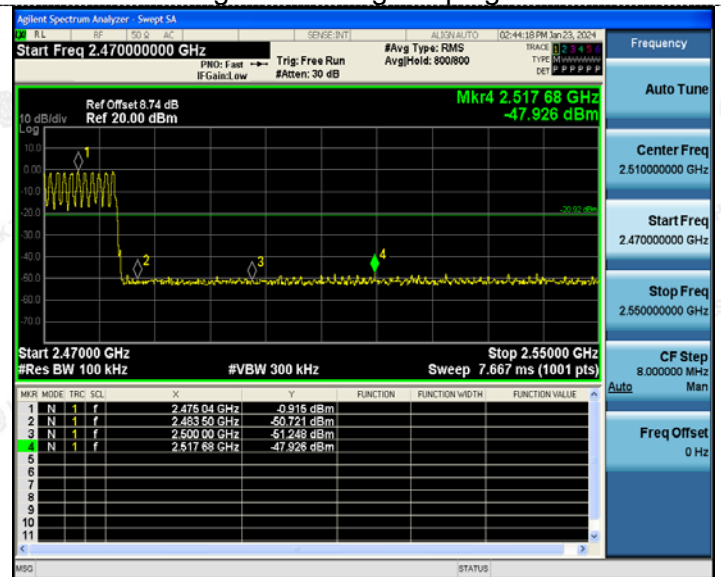 Agilent Spectrum Analyzer - Swept SA
RL RF 50 Ω AC SENSE:INT ALIGNAUTO 02:44:18 PM Jan 23, 2024
Start Freq 2.470000000 GHz
PNO: Fast
IFGain:Low
Trig: Free Run
#Atten: 30 dB
#Avg Type: RMS
Avg|Hold: 800/800
TRACE 1 2 3 4 5 6
TYPE M
DET P P P P P P
Frequency
Auto Tune
Center Freq
2.510000000 GHz
Start Freq
2.470000000 GHz
Stop Freq
2.550000000 GHz
CF Step
8.000000 MHz
Auto Man
Freq Offset
0 Hz
Mkr4 2.517 68 GHz
-47.926 dBm
Ref Offset 8.74 dB
10 dB/div Ref 20.00 dBm
Log
10.0
0.00
-10.0
-20.0
-30.0
-40.0
-50.0
-60.0
-70.0
1
2
3
4
-20.92 dBm
Start 2.47000 GHz Stop 2.55000 GHz
#Res BW 100 kHz #VBW 300 kHz Sweep 7.667 ms (1001 pts)
MKR MODE TRC SCL X Y FUNCTION FUNCTION WIDTH FUNCTION VALUE
1 N 1 f 2.475 04 GHz -0.915 dBm
2 N 1 f 2.483 50 GHz -50.721 dBm
3 N 1 f 2.500 00 GHz -51.248 dBm
4 N 1 f 2.517 68 GHz -47.926 dBm
5
6
7
8
9
10
11
MSG STATUS